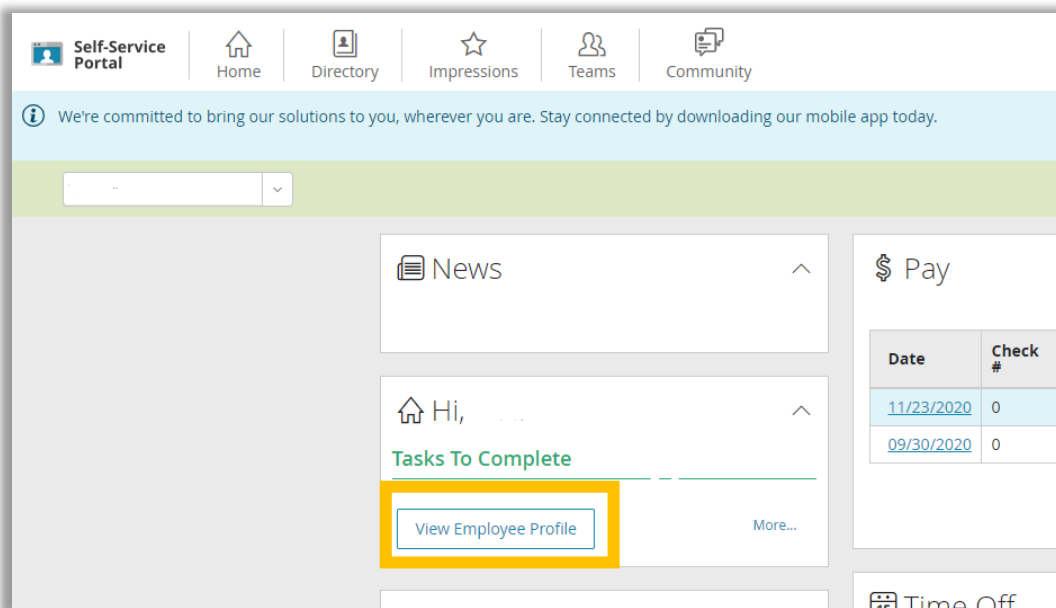 Self-Service
Portal
Home
Directory
Impressions
Teams
Community
We're committed to bring our solutions to you, wherever you are. Stay connected by downloading our mobile app today.
News
Hi,
Tasks To Complete
View Employee Profile
More...
$ Pay
Date
Check
#
11/23/2020
0
09/30/2020
0
Time Off